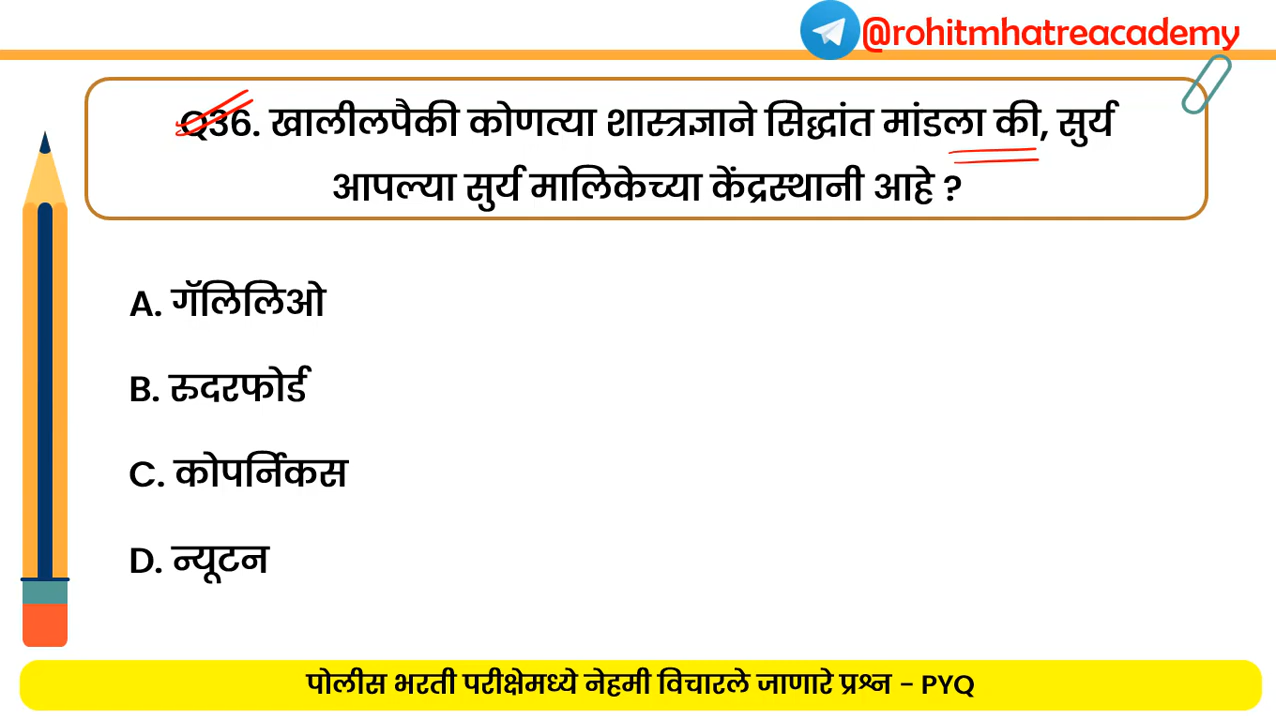 @rohitmhatreacademy
Q36. खालीलपैकी कोणत्या शास्त्रज्ञाने सिद्धांत मांडला की, सुर्य
आपल्या सुर्य मालिकेच्या केंद्रस्थानी आहे ?
A. गॅलिलिओ
B. रुदरफोर्ड
C. कोपर्निकस
D. न्यूटन
पोलीस भरती परीक्षेमध्ये नेहमी विचारले जाणारे प्रश्न - PYQ